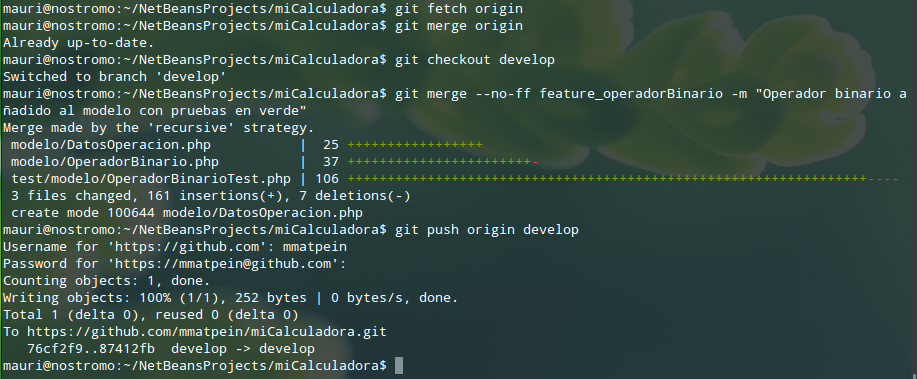 mauri@nostromo:~/NetBeansProjects/miCalculadora$ git fetch origin
mauri@nostromo:~/NetBeansProjects/miCalculadora$ git merge origin
Already up-to-date.
mauri@nostromo:~/NetBeansProjects/miCalculadora$ git checkout develop
Switched to branch 'develop'
mauri@nostromo:~/NetBeansProjects/miCalculadora$ git merge --no-ff feature_operadorBinario -m "Operador binario a
ñadido al modelo con pruebas en verde"
Merge made by the 'recursive' strategy.
 modelo/DatosOperacion.php           |  25 +++++++++++++++++
 modelo/OperadorBinario.php          |  37 +++++++++++++++++++++++-
 test/modelo/OperadorBinarioTest.php | 106 +++++++++++++++++++++++++++++++++++++++++++++++++++++++++++++++++----
 3 files changed, 161 insertions(+), 7 deletions(-)
 create mode 100644 modelo/DatosOperacion.php
mauri@nostromo:~/NetBeansProjects/miCalculadora$ git push origin develop
Username for 'https://github.com': mmatpein
Password for 'https://mmatpein@github.com':
Counting objects: 1, done.
Writing objects: 100% (1/1), 252 bytes | 0 bytes/s, done.
Total 1 (delta 0), reused 0 (delta 0)
To https://github.com/mmatpein/miCalculadora.git
   76cf2f9..87412fb  develop -> develop
mauri@nostromo:~/NetBeansProjects/miCalculadora$